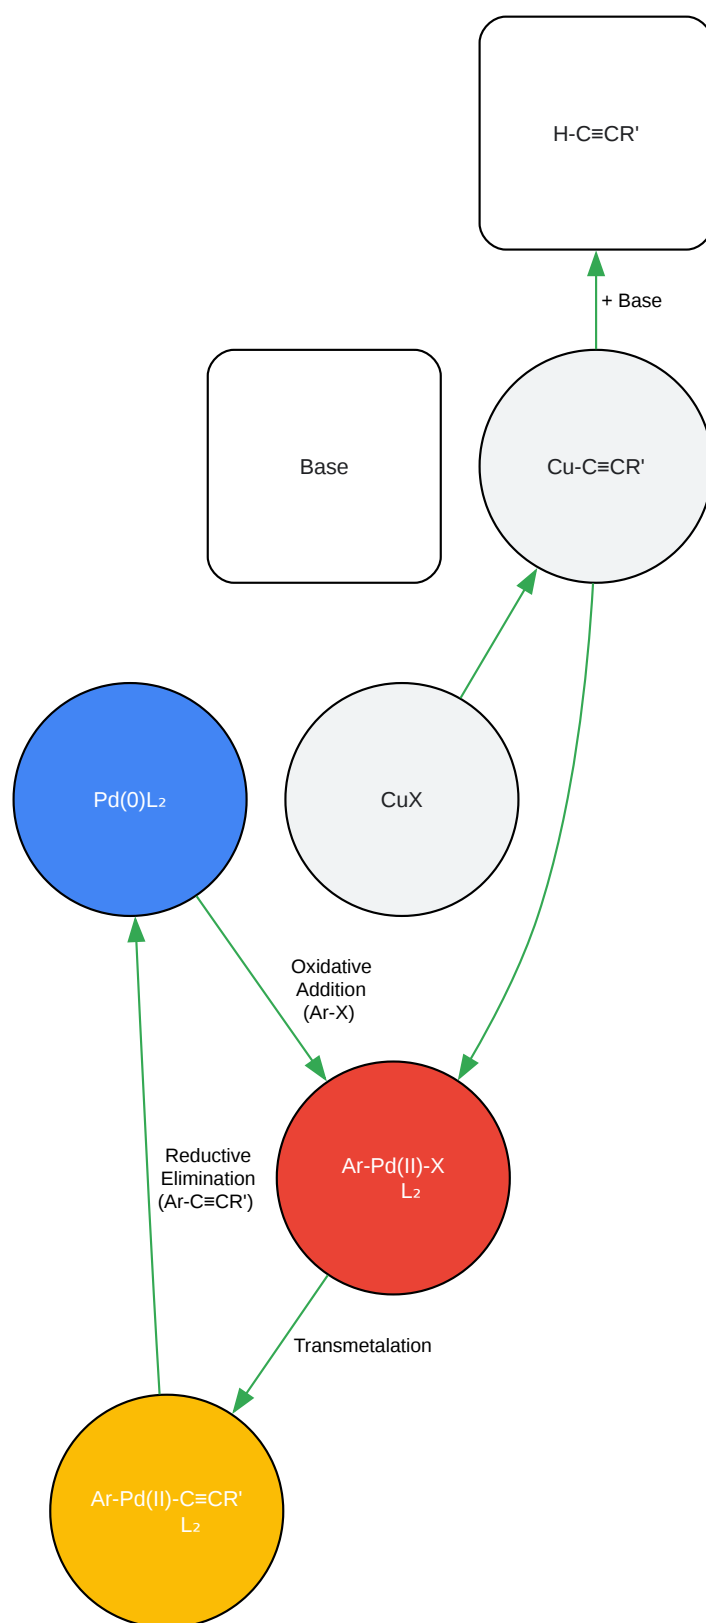 H-C≡CR'
+ Base
Base
Cu-C≡CR'
Pd(0)L₂
CuX
Oxidative
Addition
(Ar-X)
Reductive
Elimination
(Ar-C≡CR')
Ar-Pd(II)-X
L₂
Transmetalation
Ar-Pd(II)-C≡CR'
L₂